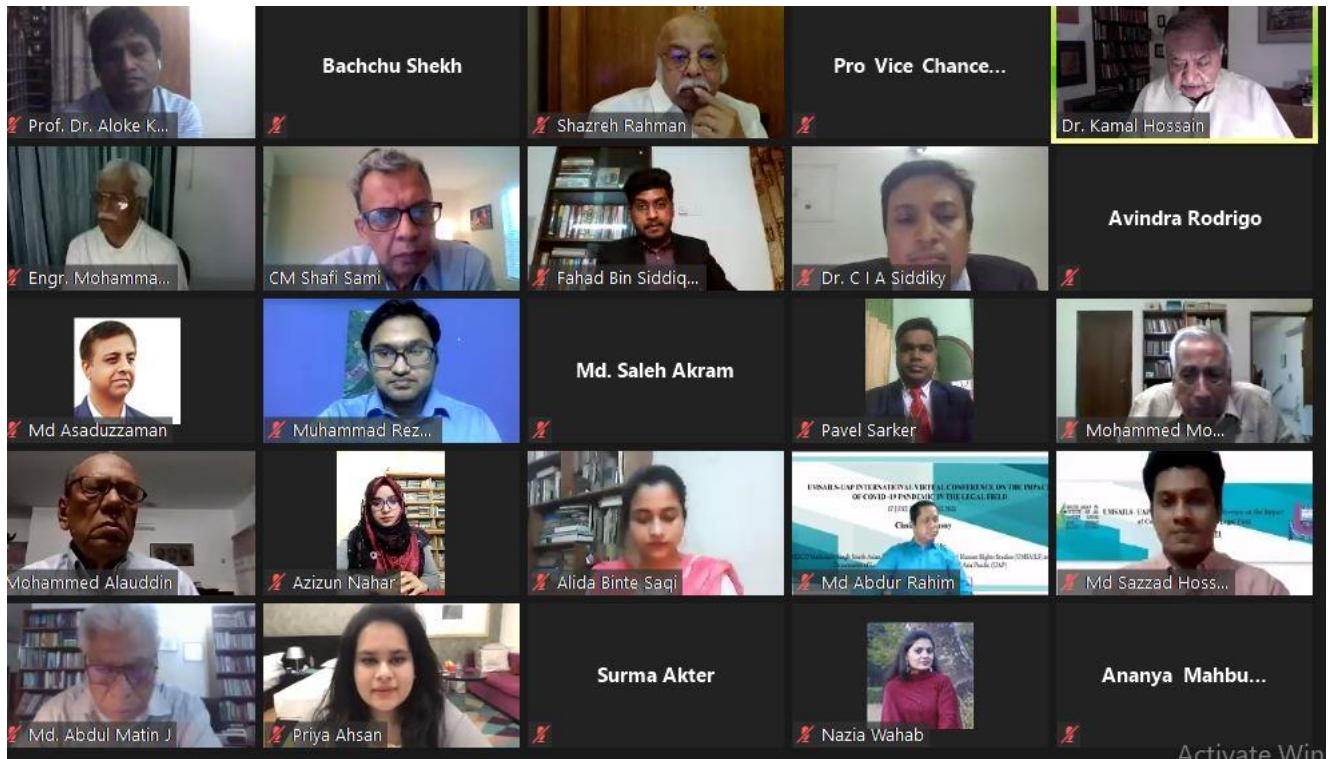 Prof. Dr. Aloke K...
Bachchu Shekh
Shazreh Rahman
Pro Vice Chance...
Dr. Kamal Hossain
Engr. Mohamma...
CM Shafi Sami
Fahad Bin Siddiq...
Dr. C I A Siddiky
Avindra Rodrigo
Md Asaduzzaman
Muhammad Rez...
Md. Saleh Akram
Pavel Sarker
Mohammed Mo...
Mohammed Alauddin
Azizun Nahar
Alida Binte Saqi
UMSAILS-UAP INTERNATIONAL VIRTUAL CONFERENCE ON THE IMPACT
OF COVID -19 PANDEMIC IN THE LEGAL FIELD
Md Abdur Rahim
Md Sazzad Hoss...
Md. Abdul Matin J
Priya Ahsan
Surma Akter
Nazia Wahab
Ananya Mahbu...
Activate Win